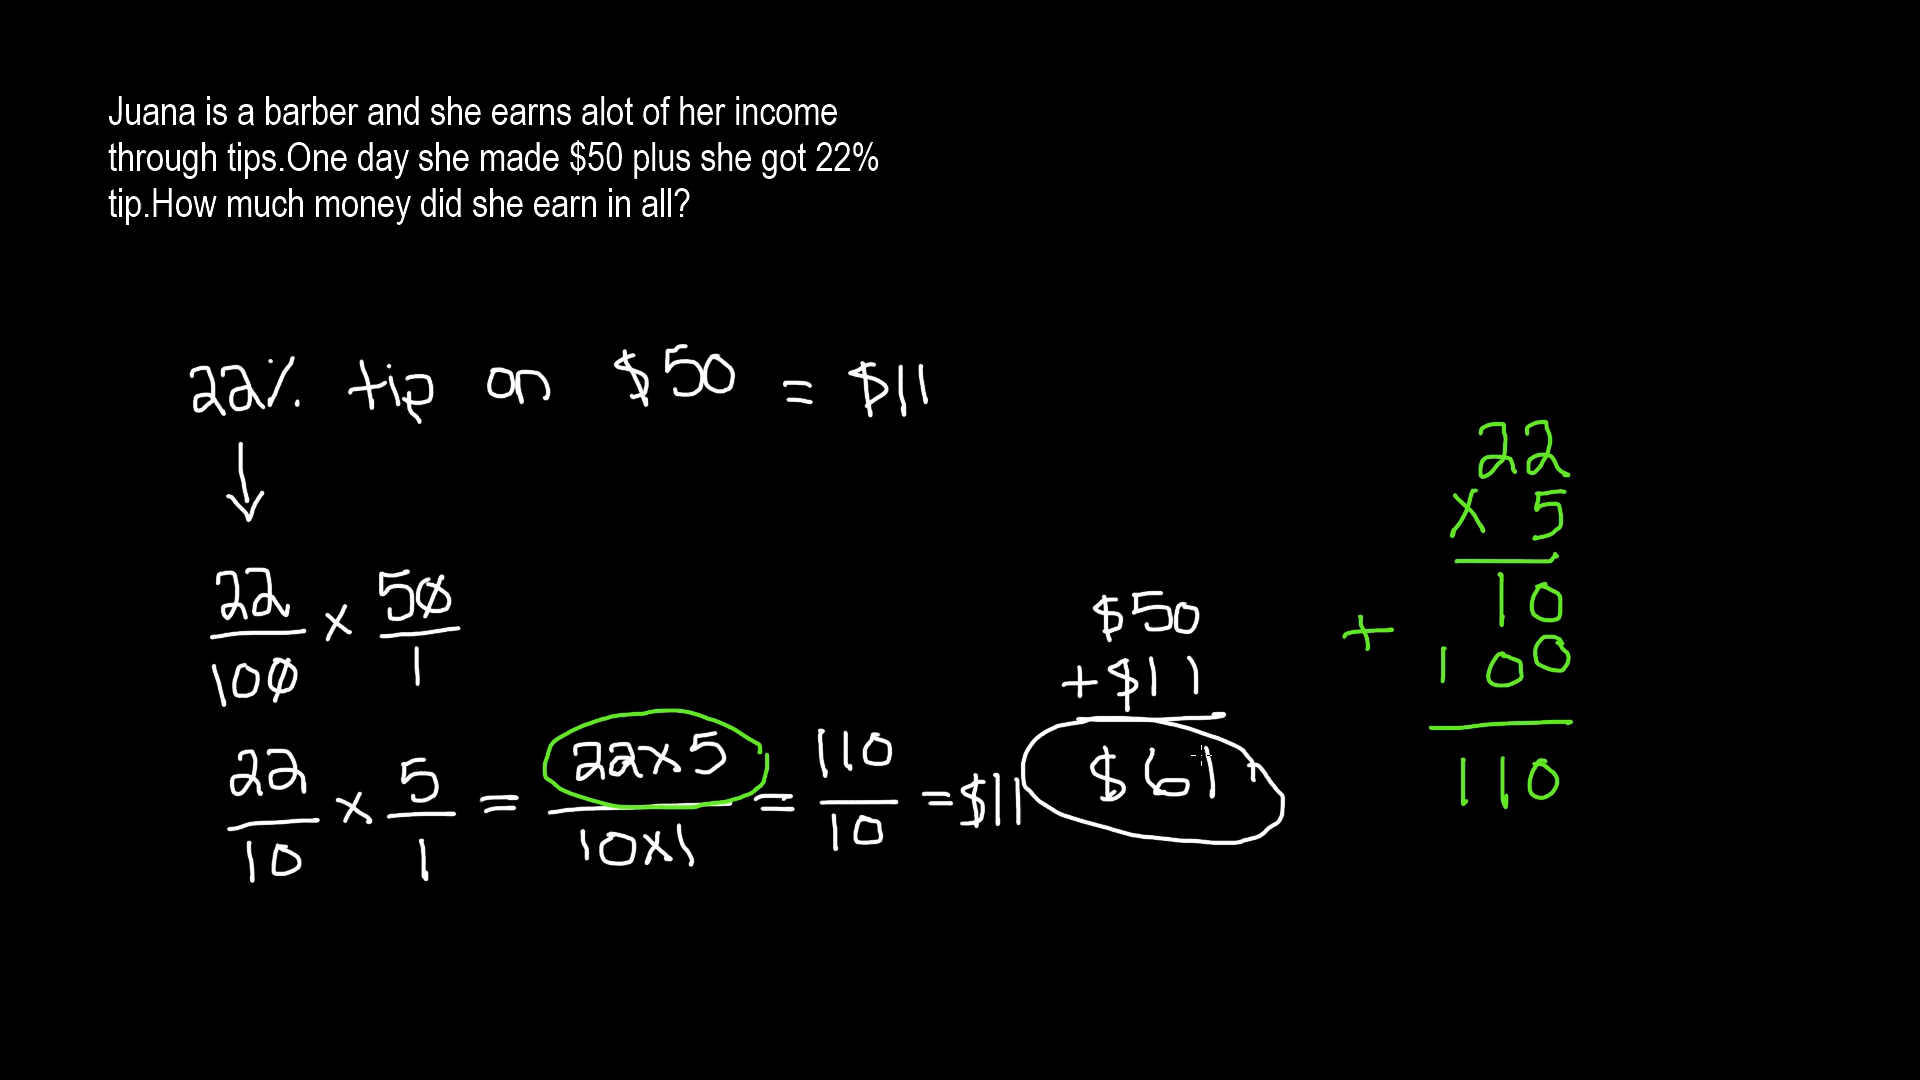 Juana is a barber and she earns alot of her income
through tips.One day she made $50 plus she got 22%
tip.How much money did she earn in all?
22% tip on $50 = $11
22/100 x 50/1
22/10 x 5/1 = 22x5/10x1 = 110/10 = $11
$50
+$11
$61
22
x 5
10
+ 100
110